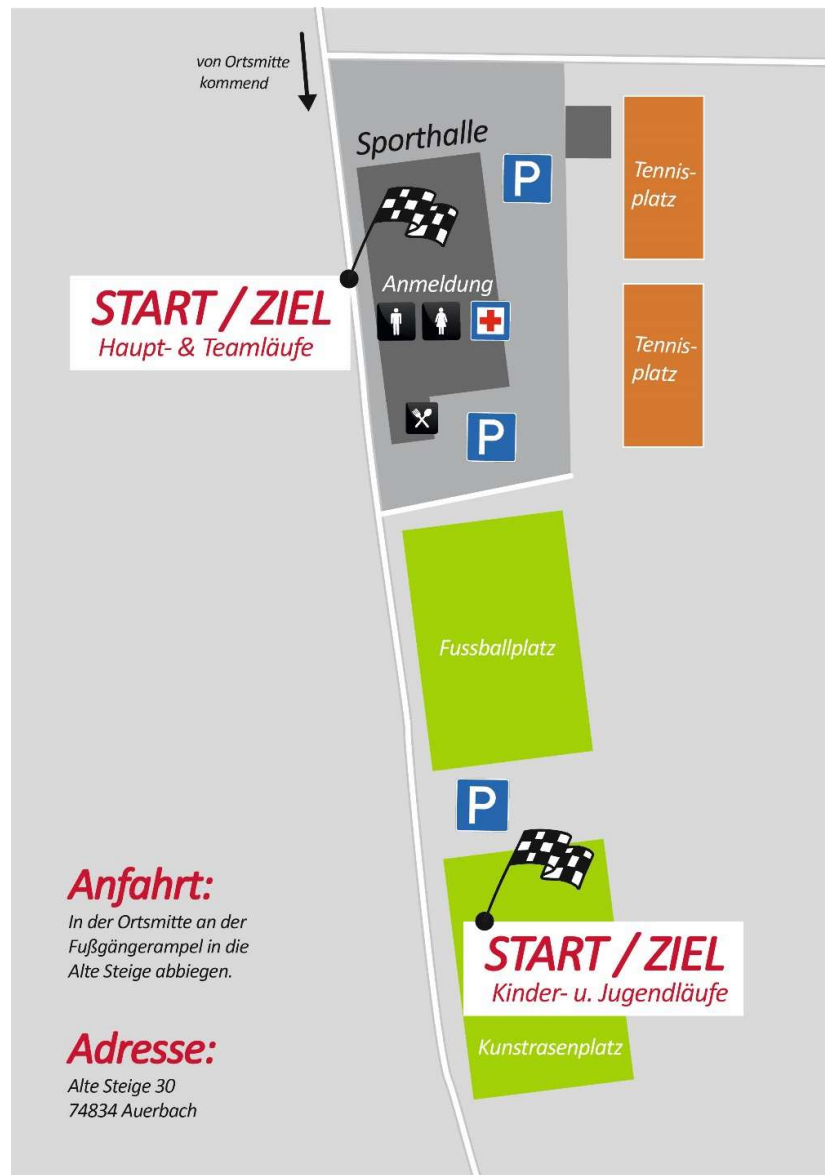 von Ortsmitte
kommend
Sporthalle
P
Tennis-
platz
Anmeldung
START / ZIEL
Haupt- & Teamläufe
Tennis-
platz
P
Fussballplatz
P
START / ZIEL
Kinder- u. Jugendläufe
Kunstrasenplatz
Anfahrt:
In der Ortsmitte an der
Fußgängerampel in die
Alte Steige abbiegen.
Adresse:
Alte Steige 30
74834 Auerbach